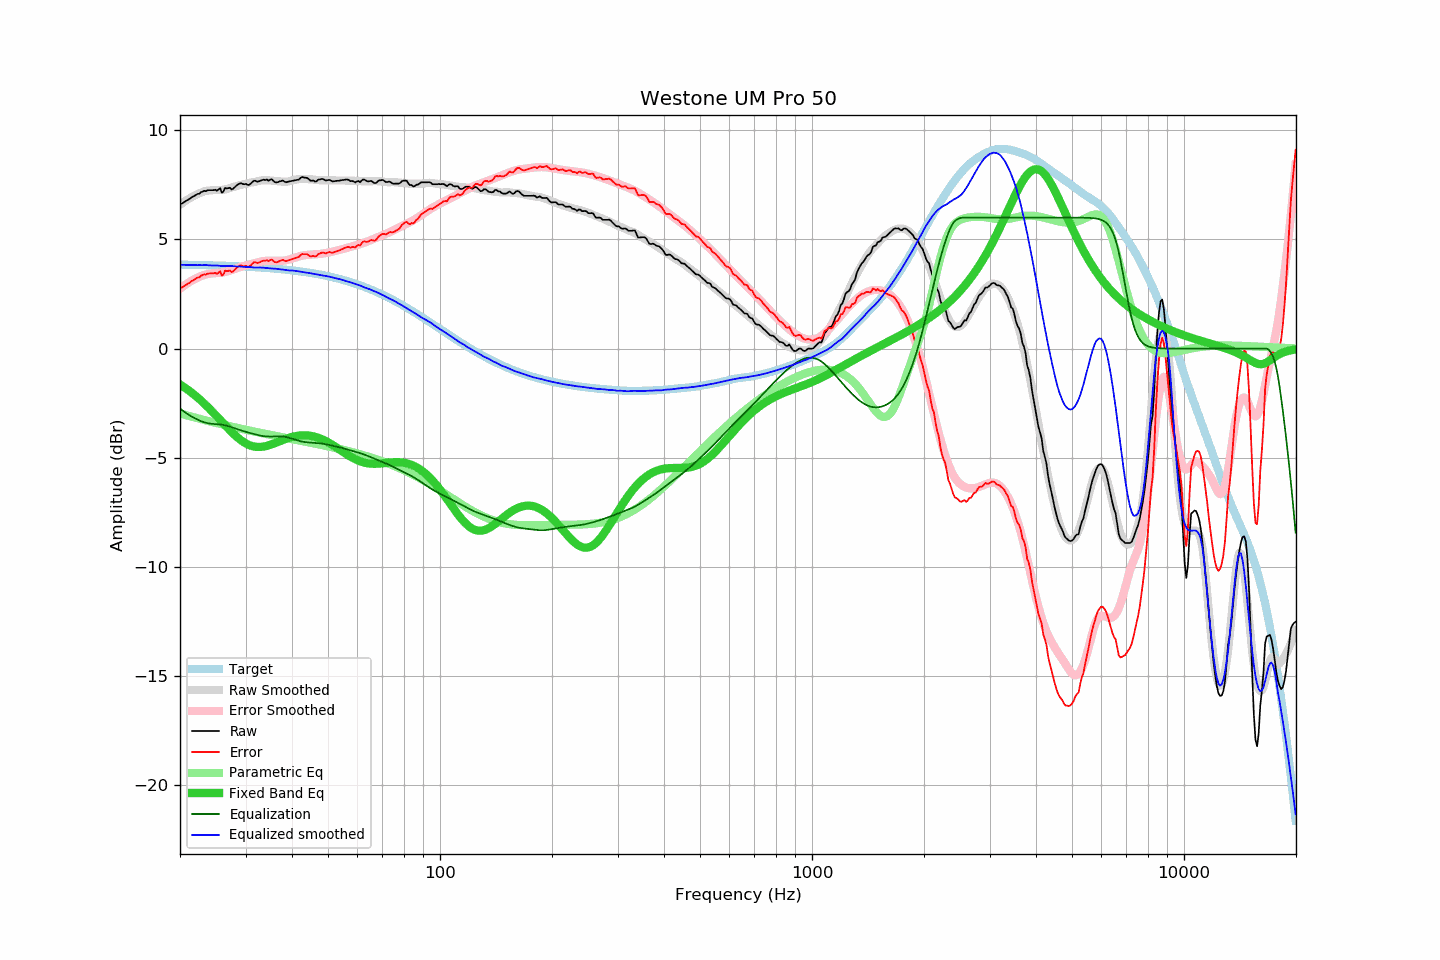 Westone UM Pro 50
10
5
0
−5
−10
−15
−20
Amplitude (dBr)
Target
Raw Smoothed
Error Smoothed
Raw
Error
Parametric Eq
Fixed Band Eq
Equalization
Equalized smoothed
100 1000 10000
Frequency (Hz)